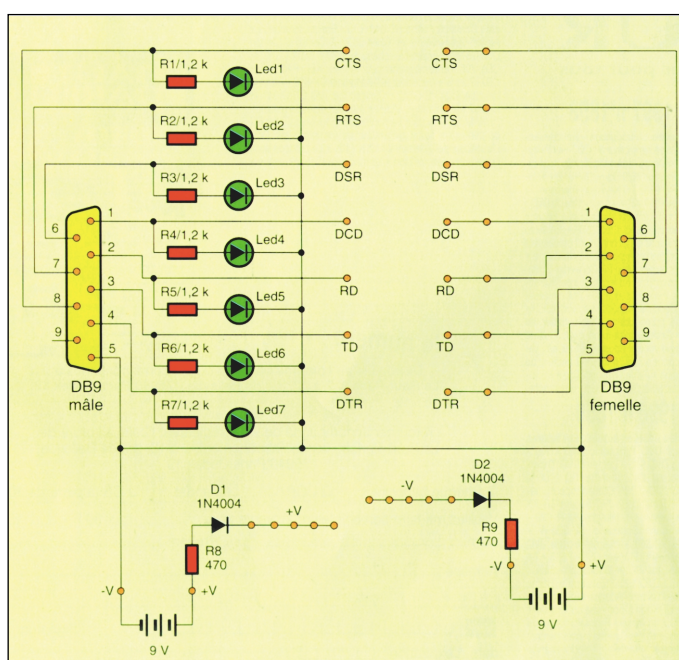 R1/1,2 k Led1 CTS CTS
R2/1,2 k Led2 RTS RTS
R3/1,2 k Led3 DSR DSR
R4/1,2 k Led4 DCD DCD
R5/1,2 k Led5 RD RD
R6/1,2 k Led6 TD TD
R7/1,2 k Led7 DTR DTR
1
6
2
7
3
8
4
9
5
DB9
mâle
1
6
2
7
3
8
4
9
5
DB9
femelle
D1
1N4004
+V
R8
470
-V +V
9 V
D2
1N4004
-V
R9
470
-V +V
9 V